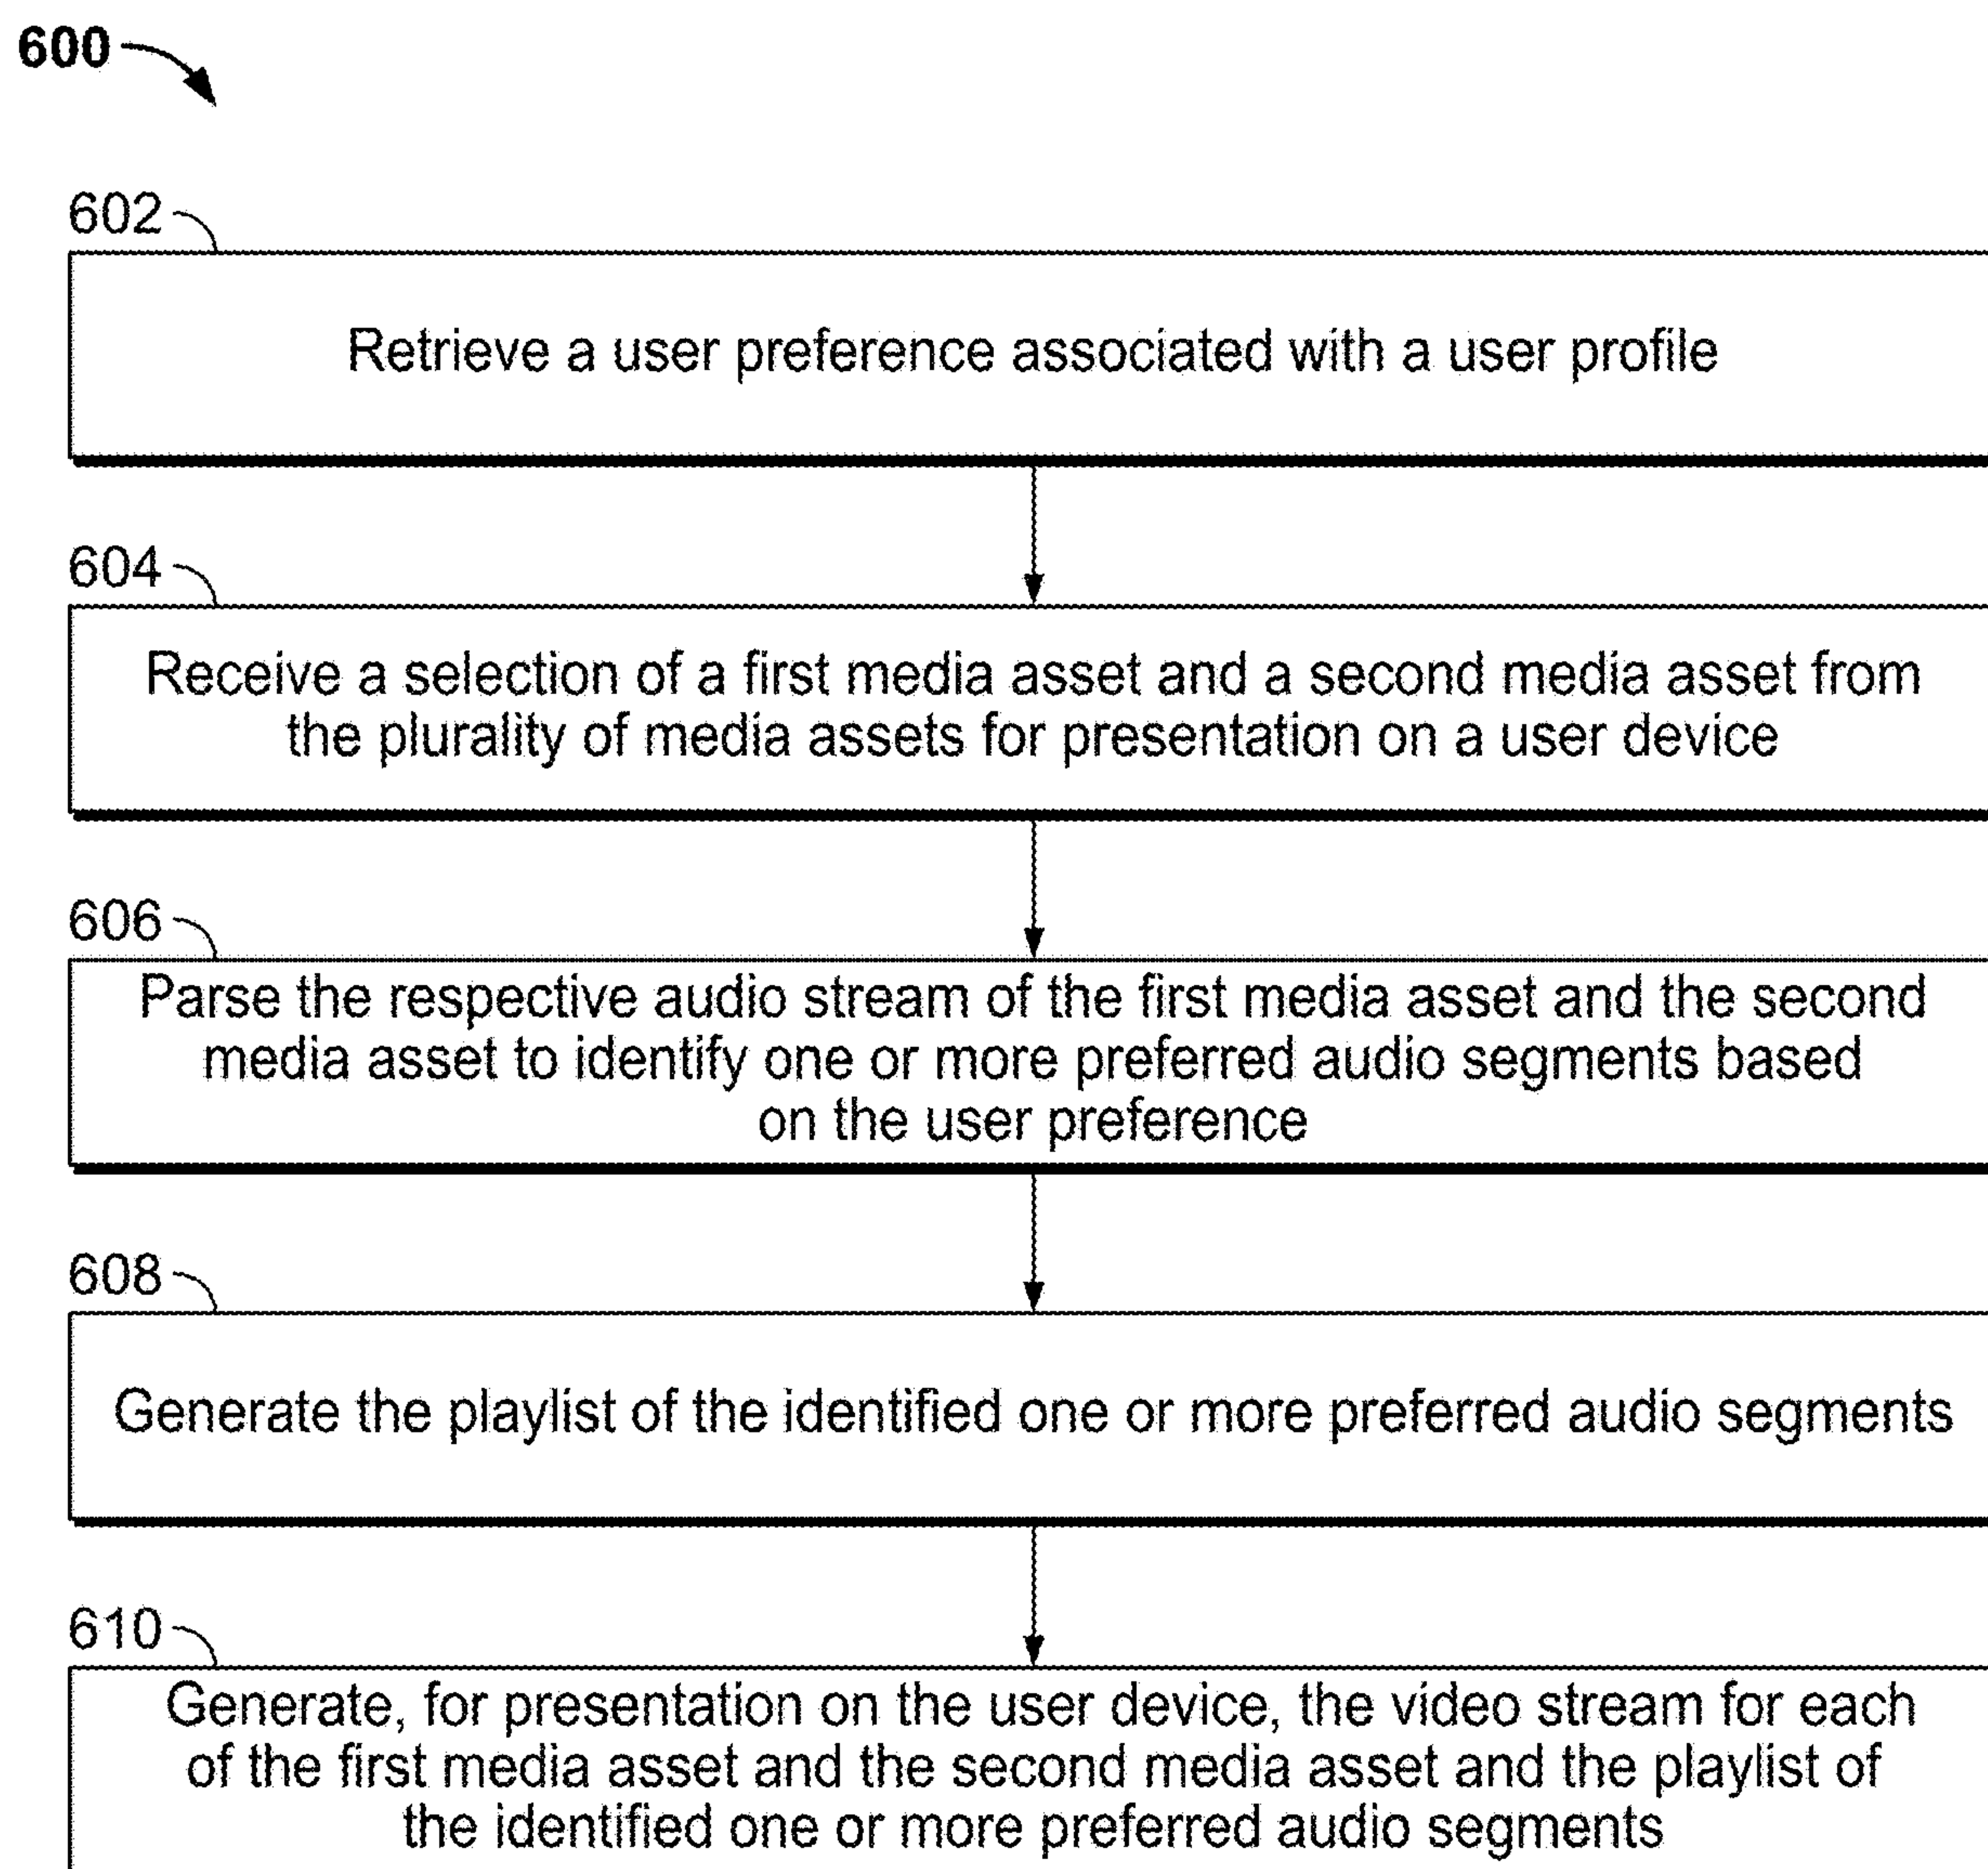 600
602
Retrieve a user preference associated with a user profile
604
Receive a selection of a first media asset and a second media asset from
the plurality of media assets for presentation on a user device
606
Parse the respective audio stream of the first media asset and the second
media asset to identify one or more preferred audio segments based
on the user preference
608
Generate the playlist of the identified one or more preferred audio segments
610
Generate, for presentation on the user device, the video stream for each
of the first media asset and the second media asset and the playlist of
the identified one or more preferred audio segments